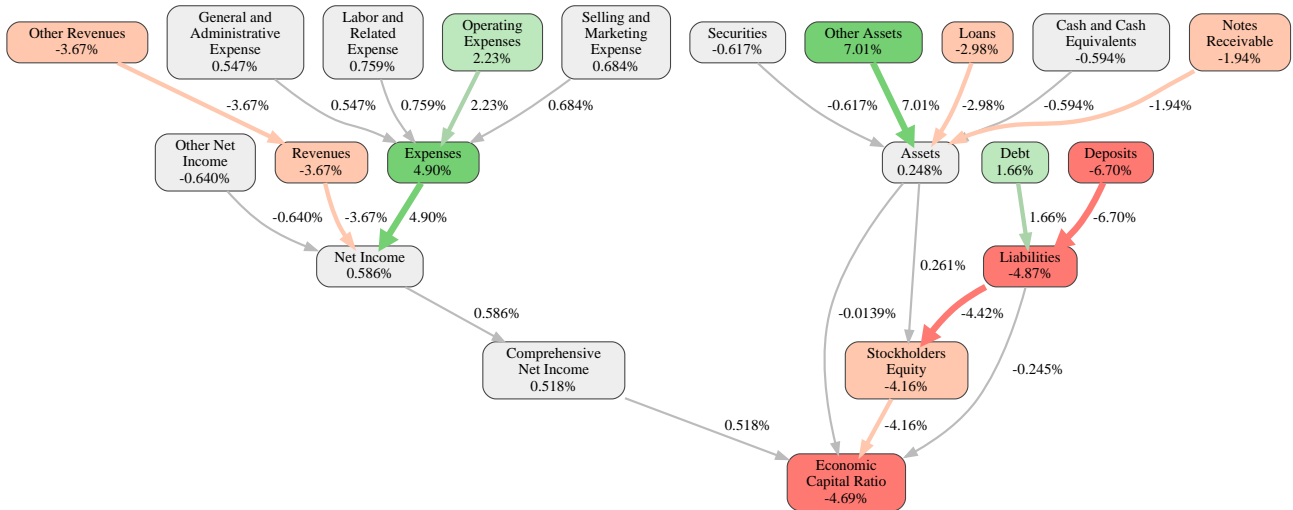 Other Revenues
-3.67%
General and
Administrative
Expense
0.547%
Labor and
Related
Expense
0.759%
Operating
Expenses
2.23%
Selling and
Marketing
Expense
0.684%
Securities
-0.617%
Other Assets
7.01%
Loans
-2.98%
Cash and Cash
Equivalents
-0.594%
Notes
Receivable
-1.94%
-3.67%
0.547%
0.759%
2.23%
0.684%
-0.617%
7.01%
-2.98%
-0.594%
-1.94%
Other Net
Income
-0.640%
Revenues
-3.67%
Expenses
4.90%
Assets
0.248%
Debt
1.66%
Deposits
-6.70%
-0.640%
-3.67%
4.90%
1.66%
-6.70%
Net Income
0.586%
0.261%
Liabilities
-4.87%
0.586%
-0.0139%
-4.42%
Comprehensive
Net Income
0.518%
Stockholders
Equity
-4.16%
-0.245%
0.518%
-4.16%
Economic
Capital Ratio
-4.69%